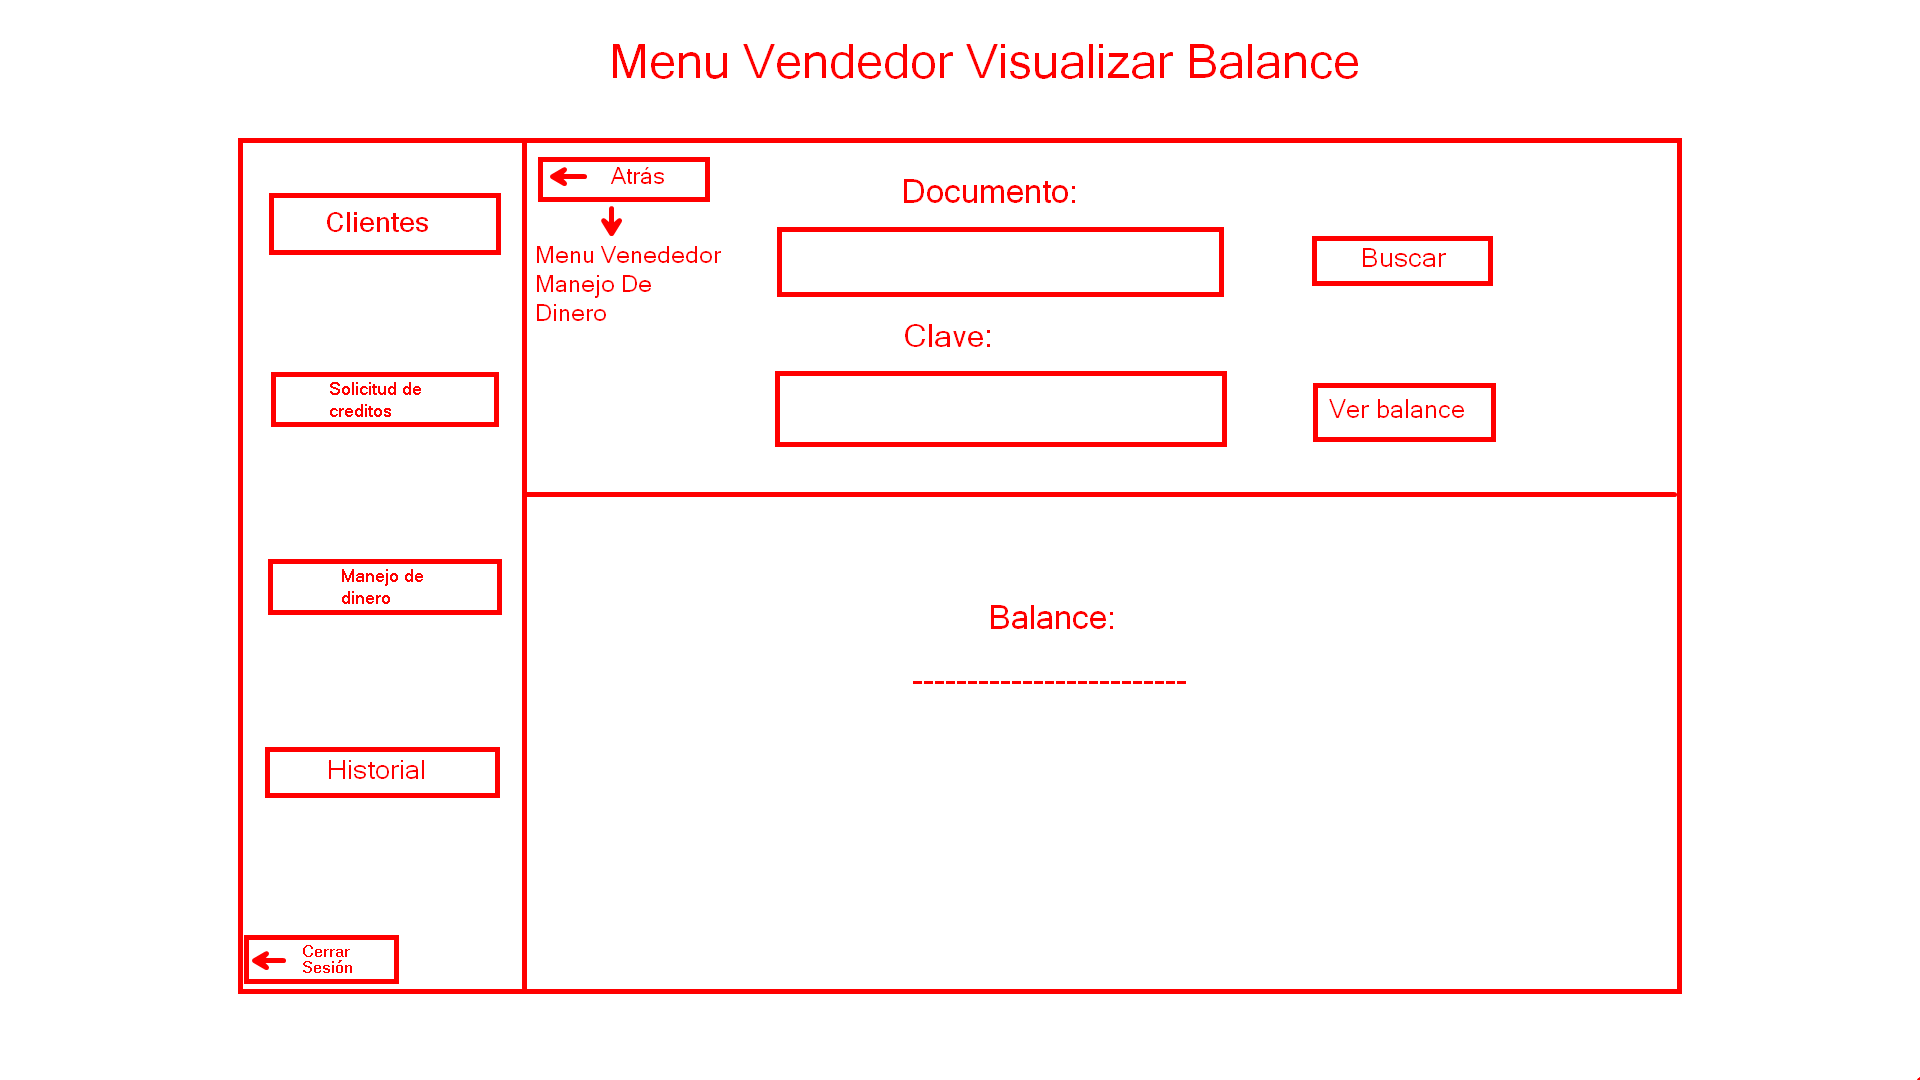 Menu Vendedor Visualizar Balance
Clientes
Solicitud de
creditos
Manejo de
dinero
Historial
Cerrar
Sesión
Atrás
Menu Venededor
Manejo De
Dinero
Documento:
Buscar
Clave:
Ver balance
Balance:
-------------------------